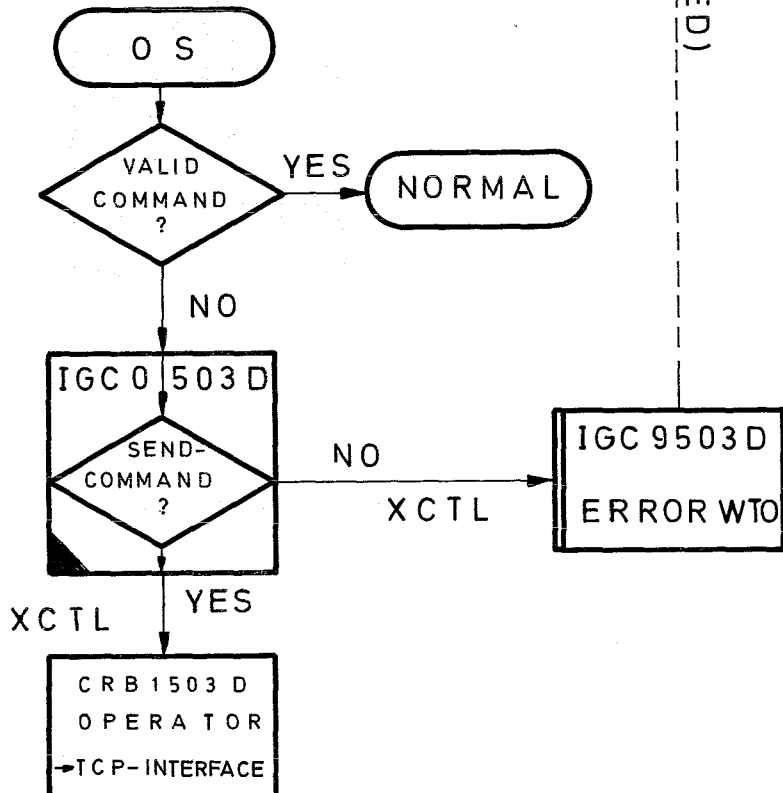 OS
ED)
VALID
COMMAND
?
YES
NORMAL
NO
IGC0503D
SEND-
COMMAND
?
NO
XCTL
IGC9503D
ERROR WTO
YES
XCTL
CRB1503D
OPERATOR
→TCP-INTERFACE